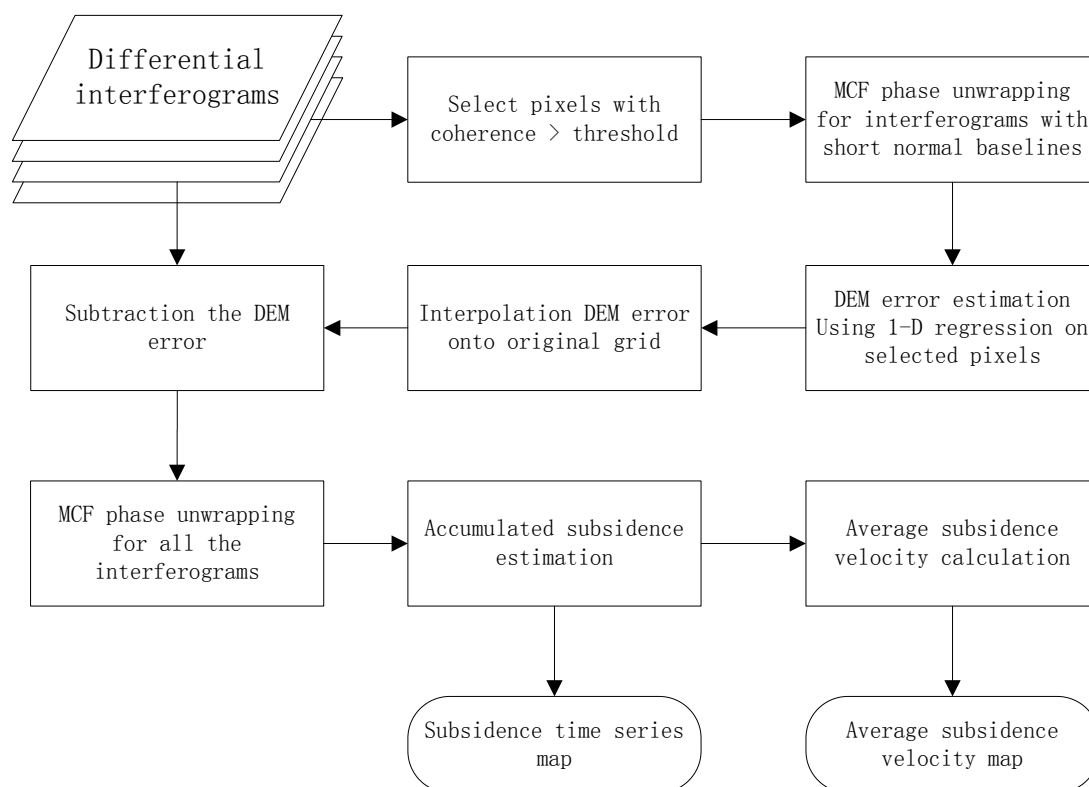 Differential
interferograms
Select pixels with
coherence > threshold
MCF phase unwrapping
for interferograms with
short normal baselines
Subtraction the DEM
error
Interpolation DEM error
onto original grid
DEM error estimation
Using 1-D regression on
selected pixels
MCF phase unwrapping
for all the
interferograms
Accumulated subsidence
estimation
Average subsidence
velocity calculation
Subsidence time series
map
Average subsidence
velocity map